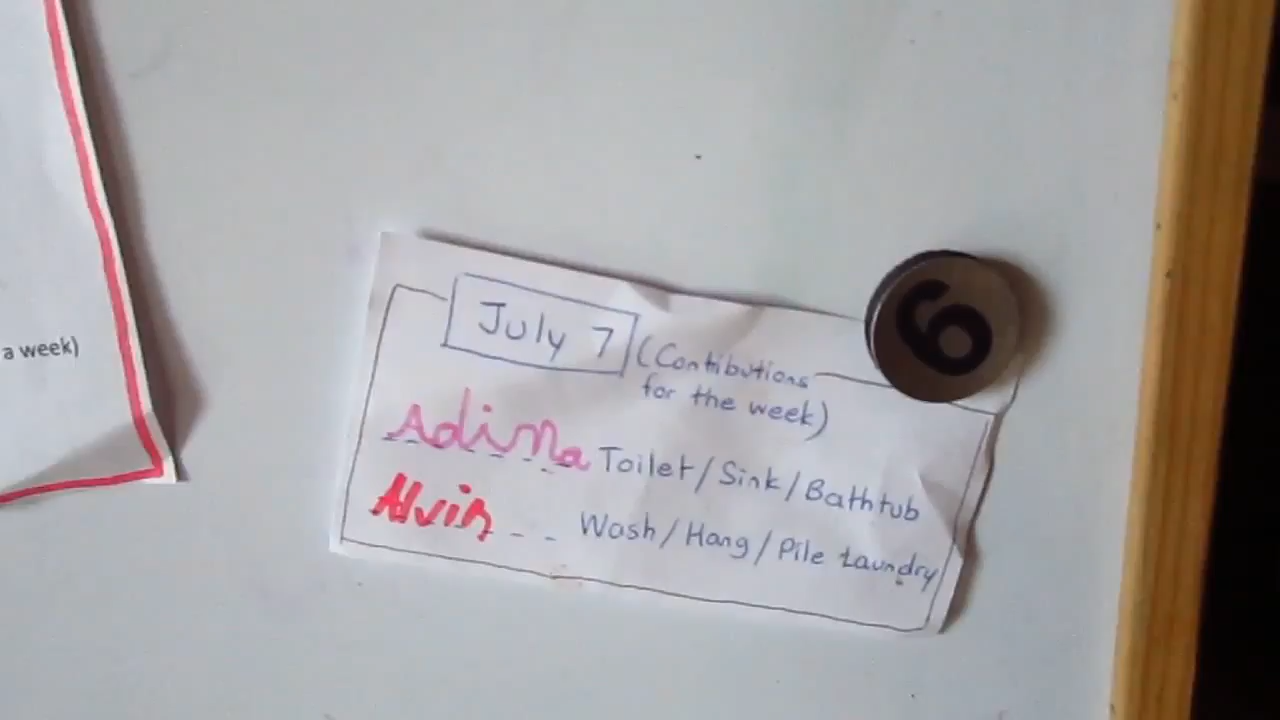 a week)
July 7
(Contibutions
for the week)
Adina Toilet/Sink/Bathtub
Alvin _ _ Wash/Hang/Pile Laundry
6